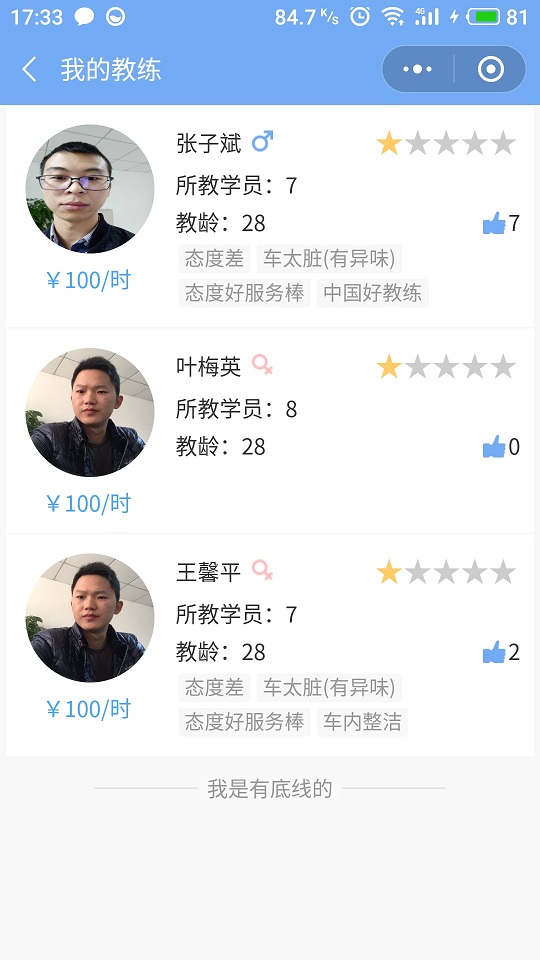 17:33 84.7 K/s 4G 81
我的教练
张子斌
所教学员：7
教龄：28 7
态度差 车太脏(有异味)
￥100/时
态度好服务棒 中国好教练
叶梅英
所教学员：8
教龄：28 0
￥100/时
王馨平
所教学员：7
教龄：28 2
态度差 车太脏(有异味)
￥100/时
态度好服务棒 车内整洁
我是有底线的